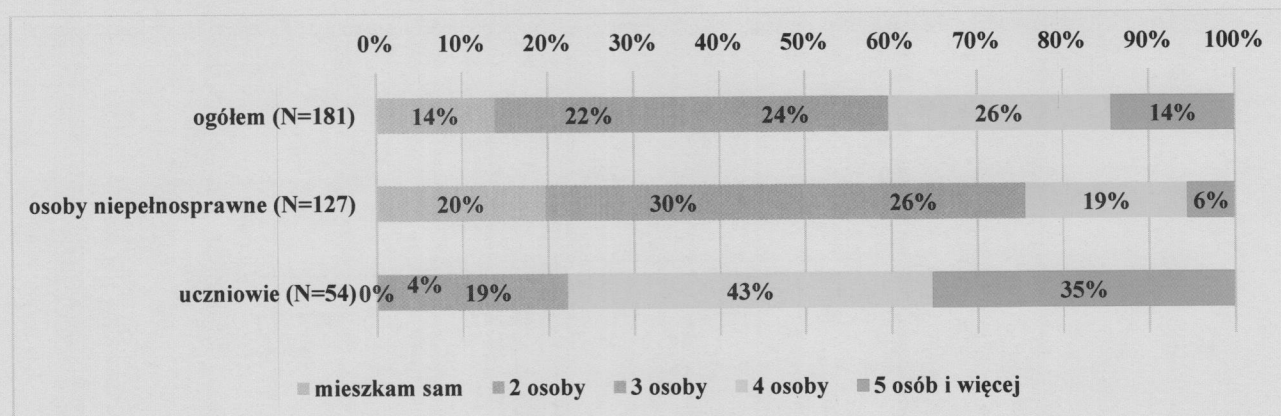 0% 10% 20% 30% 40% 50% 60% 70% 80% 90% 100%
ogółem (N=181) 14% 22% 24% 26% 14%
osoby niepełnosprawne (N=127) 20% 30% 26% 19% 6%
uczniowie (N=54) 0% 4% 19% 43% 35%
mieszkam sam 2 osoby 3 osoby 4 osoby 5 osób i więcej